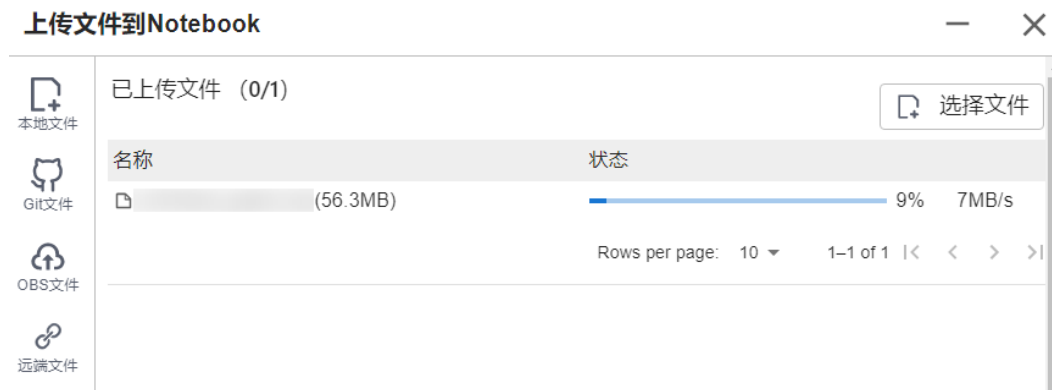 上传文件到Notebook
本地文件
Git文件
OBS文件
远端文件
已上传文件 （0/1）
选择文件
名称 状态
(56.3MB) 9% 7MB/s
Rows per page: 10 1–1 of 1